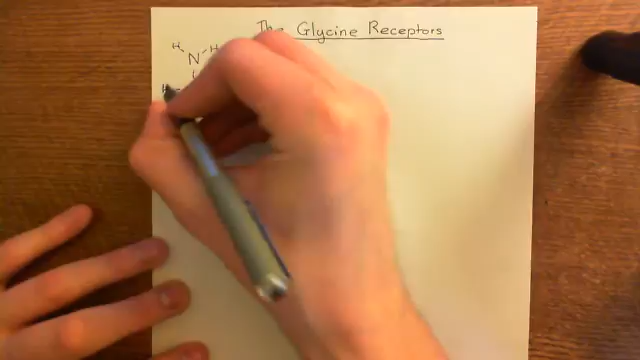 The Glycine Receptors
H H
N
H